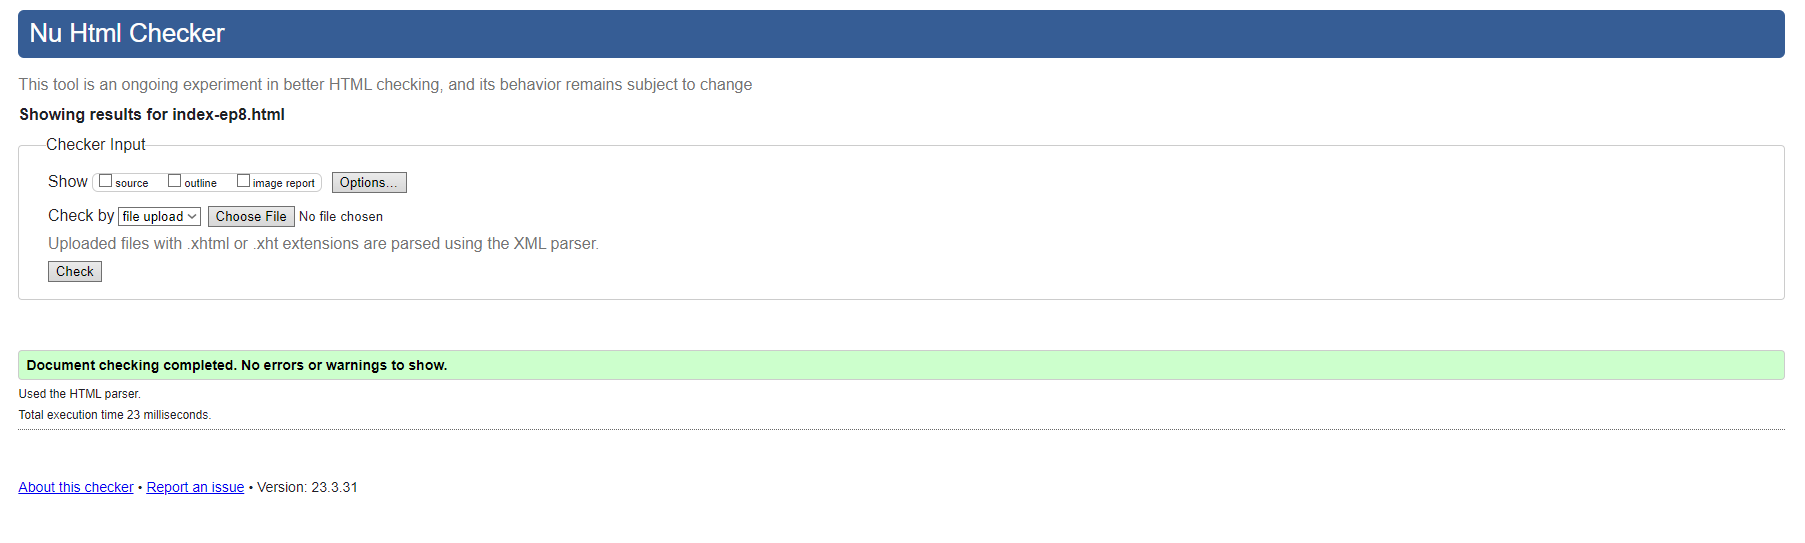 Nu Html Checker
This tool is an ongoing experiment in better HTML checking, and its behavior remains subject to change
Showing results for index-ep8.html
Checker Input
Show source outline image report Options...
Check by file upload Choose File No file chosen
Uploaded files with .xhtml or .xht extensions are parsed using the XML parser.
Check
Document checking completed. No errors or warnings to show.
Used the HTML parser.
Total execution time 23 milliseconds.
About this checker • Report an issue • Version: 23.3.31